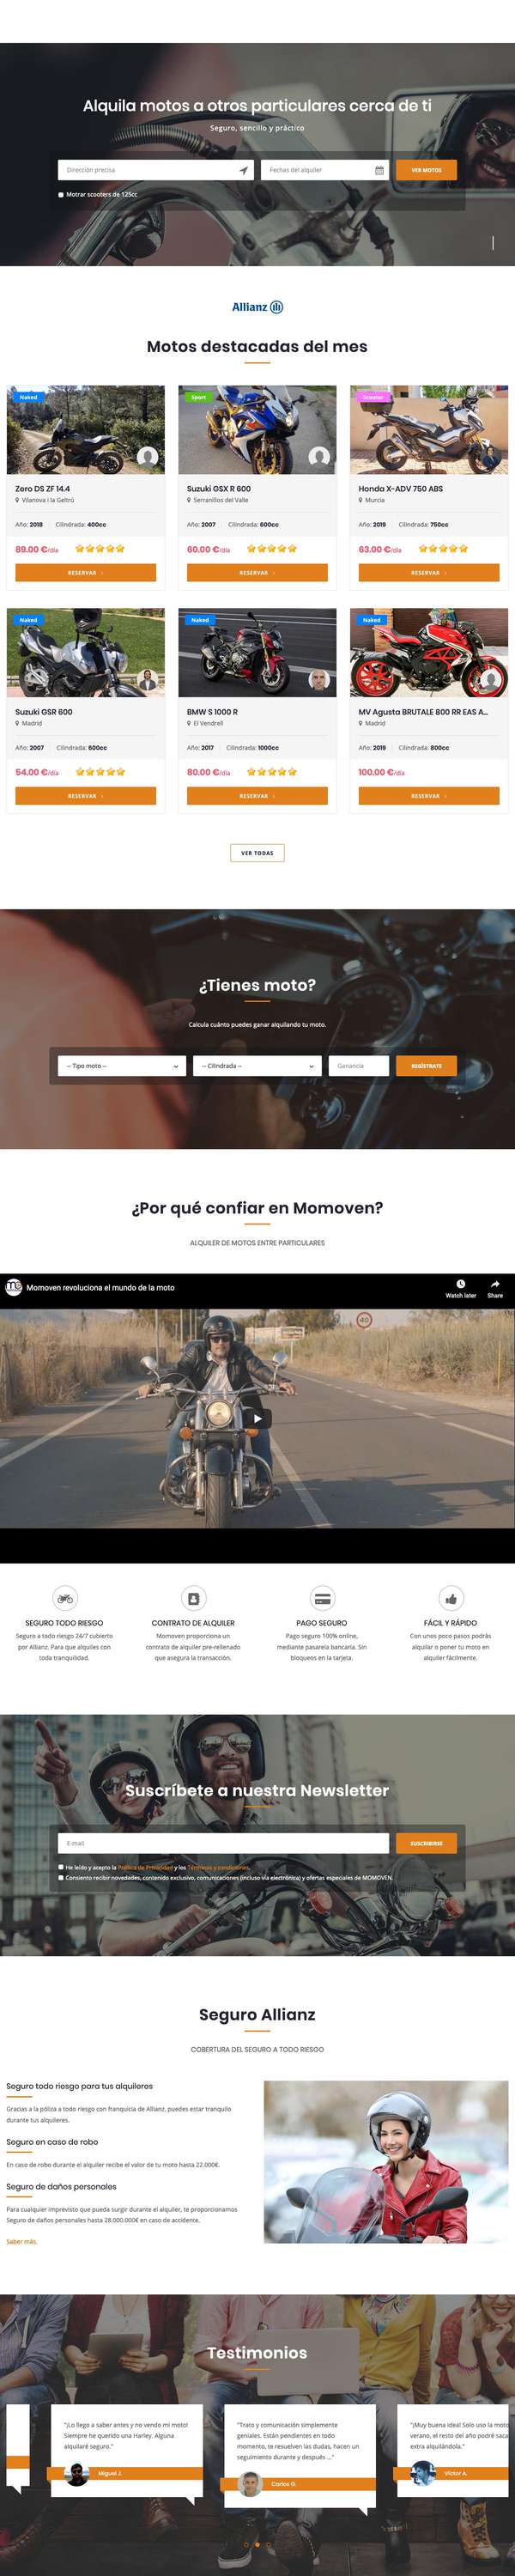 Alquila motos a otros particulares cerca de ti
Seguro, sencillo y práctico
Dirección precisa
Fechas del alquiler
VER MOTOS
Motrar scooters de 125cc
Allianz
Motos destacadas del mes
Naked
Sport
Scooter
Zero DS ZF 14.4
Vilanova i la Geltrú
Año: 2018 Cilindrada: 400cc
89.00 €/día
RESERVAR
Suzuki GSX R 600
Serranillos del Valle
Año: 2007 Cilindrada: 600cc
60.00 €/día
RESERVAR
Honda X-ADV 750 ABS
Murcia
Año: 2019 Cilindrada: 750cc
63.00 €/día
RESERVAR
Naked
Naked
Naked
Suzuki GSR 600
Madrid
Año: 2007 Cilindrada: 600cc
54.00 €/día
RESERVAR
BMW S 1000 R
El Vendrell
Año: 2017 Cilindrada: 1000cc
80.00 €/día
RESERVAR
MV Agusta BRUTALE 800 RR EAS A...
Madrid
Año: 2019 Cilindrada: 800cc
100.00 €/día
RESERVAR
VER TODAS
¿Tienes moto?
Calcula cuánto puedes ganar alquilando tu moto.
-- Tipo moto --
-- Cilindrada --
Ganancia
REGÍSTRATE
¿Por qué confiar en Momoven?
ALQUILER DE MOTOS ENTRE PARTICULARES
Momoven revoluciona el mundo de la moto
Watch later
Share
40
SEGURO TODO RIESGO
Seguro a todo riesgo 24/7 cubierto
por Allianz. Para que alquiles con
toda tranquilidad.
CONTRATO DE ALQUILER
Momoven proporciona un
contrato de alquiler pre-rellenado
que asegura la transacción.
PAGO SEGURO
Pago seguro 100% online,
mediante pasarela bancaria. Sin
bloqueos en la tarjeta.
FÁCIL Y RÁPIDO
Con unos poco pasos podrás
alquilar o poner tu moto en
alquiler fácilmente.
Suscríbete a nuestra Newsletter
E-mail
SUSCRIBIRSE
He leído y acepto la Política de Privacidad y los Términos y condiciones.
Consiento recibir novedades, contenido exclusivo, comunicaciones (incluso vía electrónica) y ofertas especiales de MOMOVEN.
Seguro Allianz
COBERTURA DEL SEGURO A TODO RIESGO
Seguro todo riesgo para tus alquileres
Gracias a la póliza a todo riesgo con franquicia de Allianz, puedes estar tranquilo
durante tus alquileres.
Seguro en caso de robo
En caso de robo durante el alquiler recibe el valor de tu moto hasta 22.000€.
Seguro de daños personales
Para cualquier imprevisto que pueda surgir durante el alquiler, te proporcionamos
Seguro de daños personales hasta 28.000.000€ en caso de accidente.
Saber más.
Testimonios
"¡Lo llego a saber antes y no vendo mi moto!
Siempre he querido una Harley. Alguna
alquilaré seguro."
Miguel J.
"Trato y comunicación simplemente
geniales. Están pendientes en todo
momento, te resuelven las dudas, hacen un
seguimiento durante y después ..."
Carlos G.
"¡Muy buena idea! Solo uso la moto
verano, el resto del año podré saca
extra alquilándola."
Víctor A.